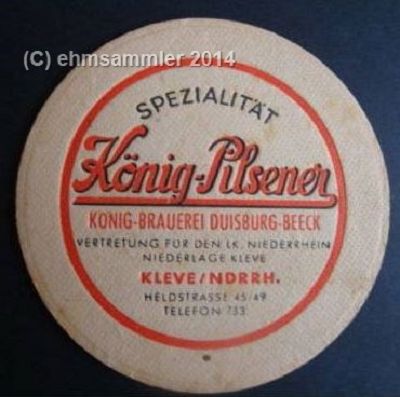 (C) ehmsammler 2014
SPEZIALITÄT
König-Pilsener
KÖNIG-BRAUEREI DUISBURG-BEECK
VERTRETUNG FÜR DEN LK. NIEDERRHEIN
NIEDERLAGE KLEVE
KLEVE/NDRRH.
HELDSTRASSE 45/49
TELEFON 733